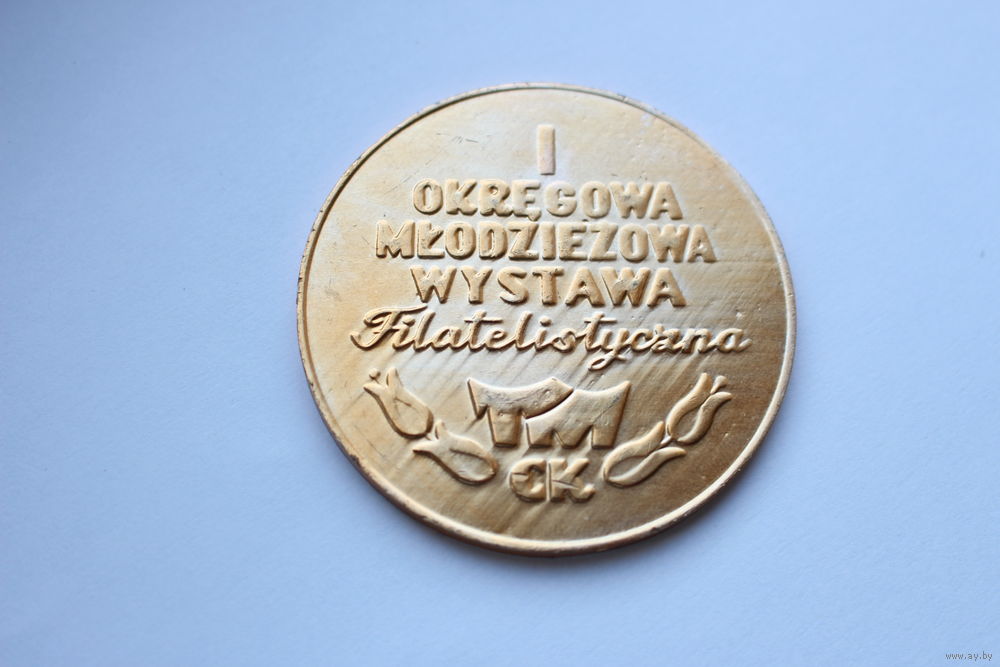 I
OKRĘGOWA
MŁODZIEŻOWA
WYSTAWA
Filatelistyczna
TM
CK
www.ay.by